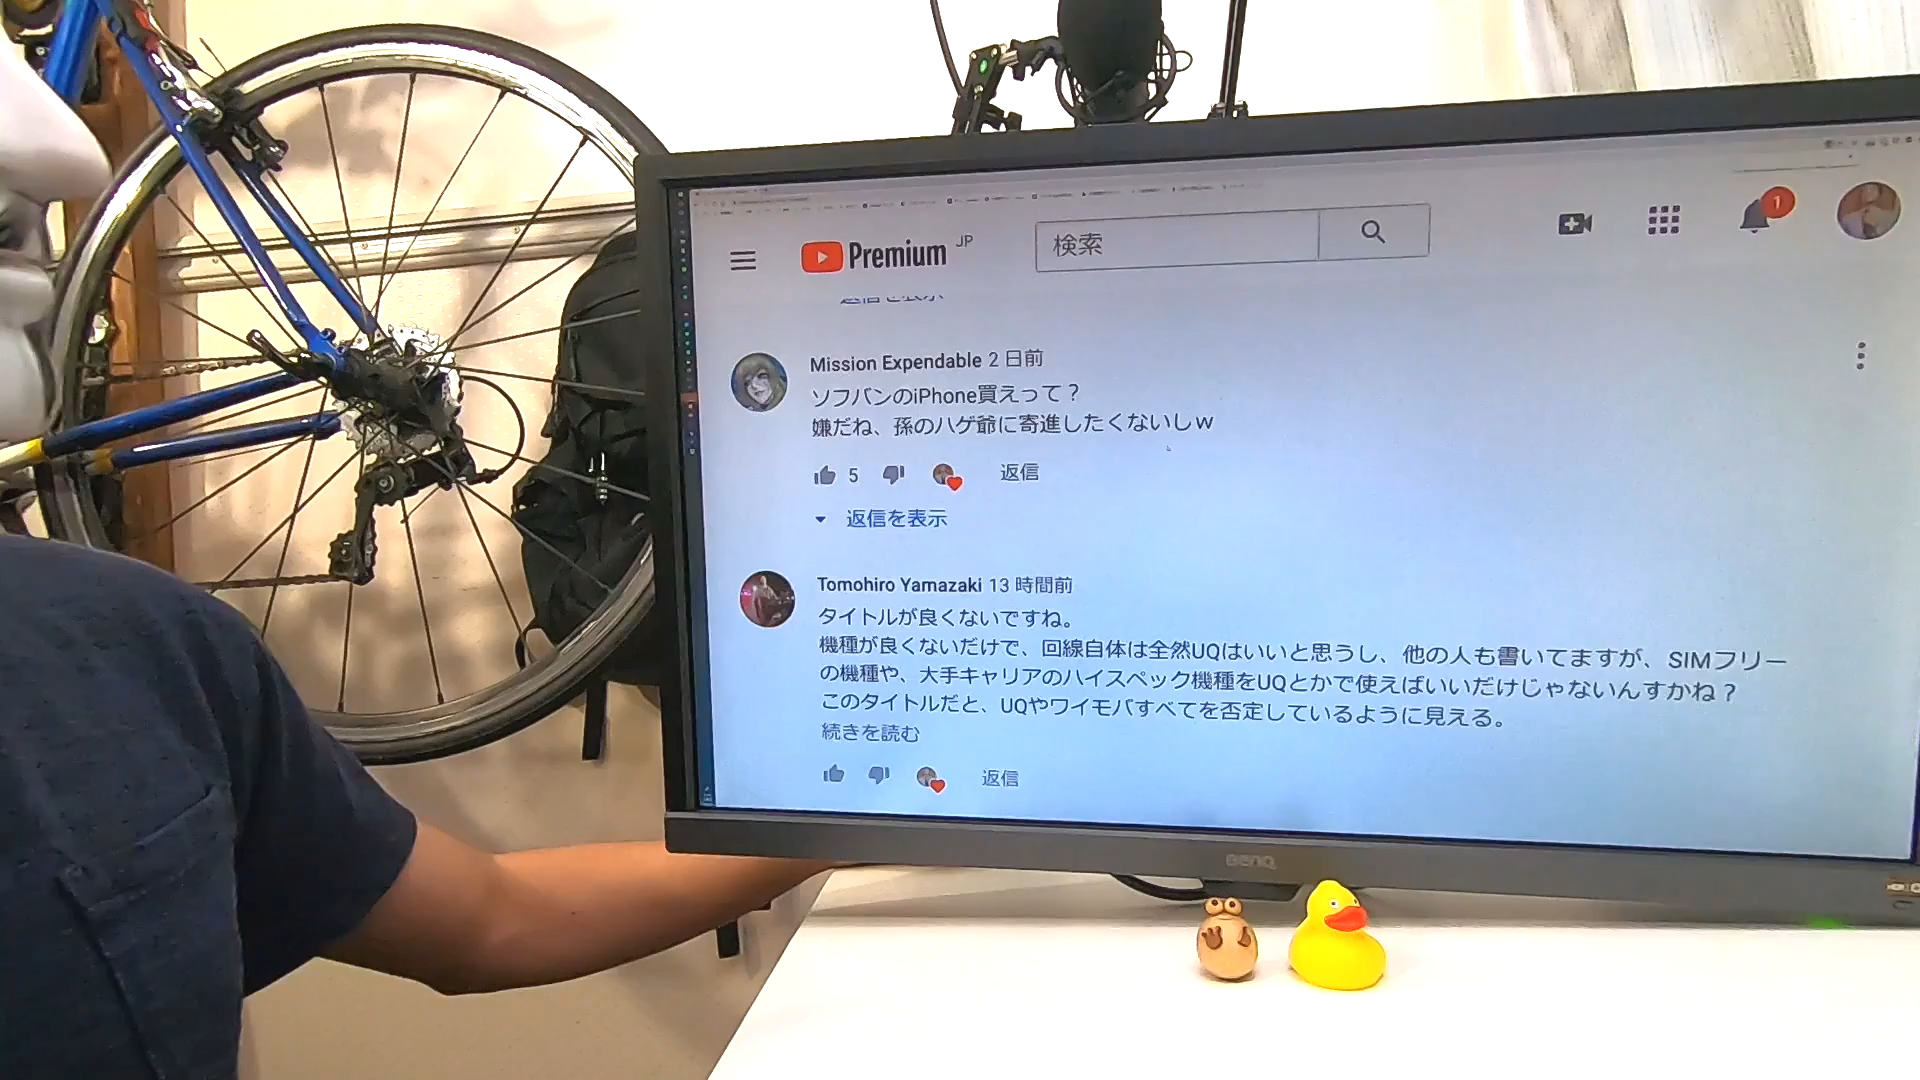 Premium JP
検索
1
返信を表示
Mission Expendable 2 日前
ソフバンのiPhone買えって？
嫌だね、孫のハゲ爺に寄進したくないしｗ
5
返信
返信を表示
Tomohiro Yamazaki 13 時間前
タイトルが良くないですね。
機種が良くないだけで、回線自体は全然UQはいいと思うし、他の人も書いてますが、SIMフリー
の機種や、大手キャリアのハイスペック機種をUQとかで使えばいいだけじゃないんすかね？
このタイトルだと、UQやワイモバすべてを否定しているように見える。
続きを読む
返信
BenQ